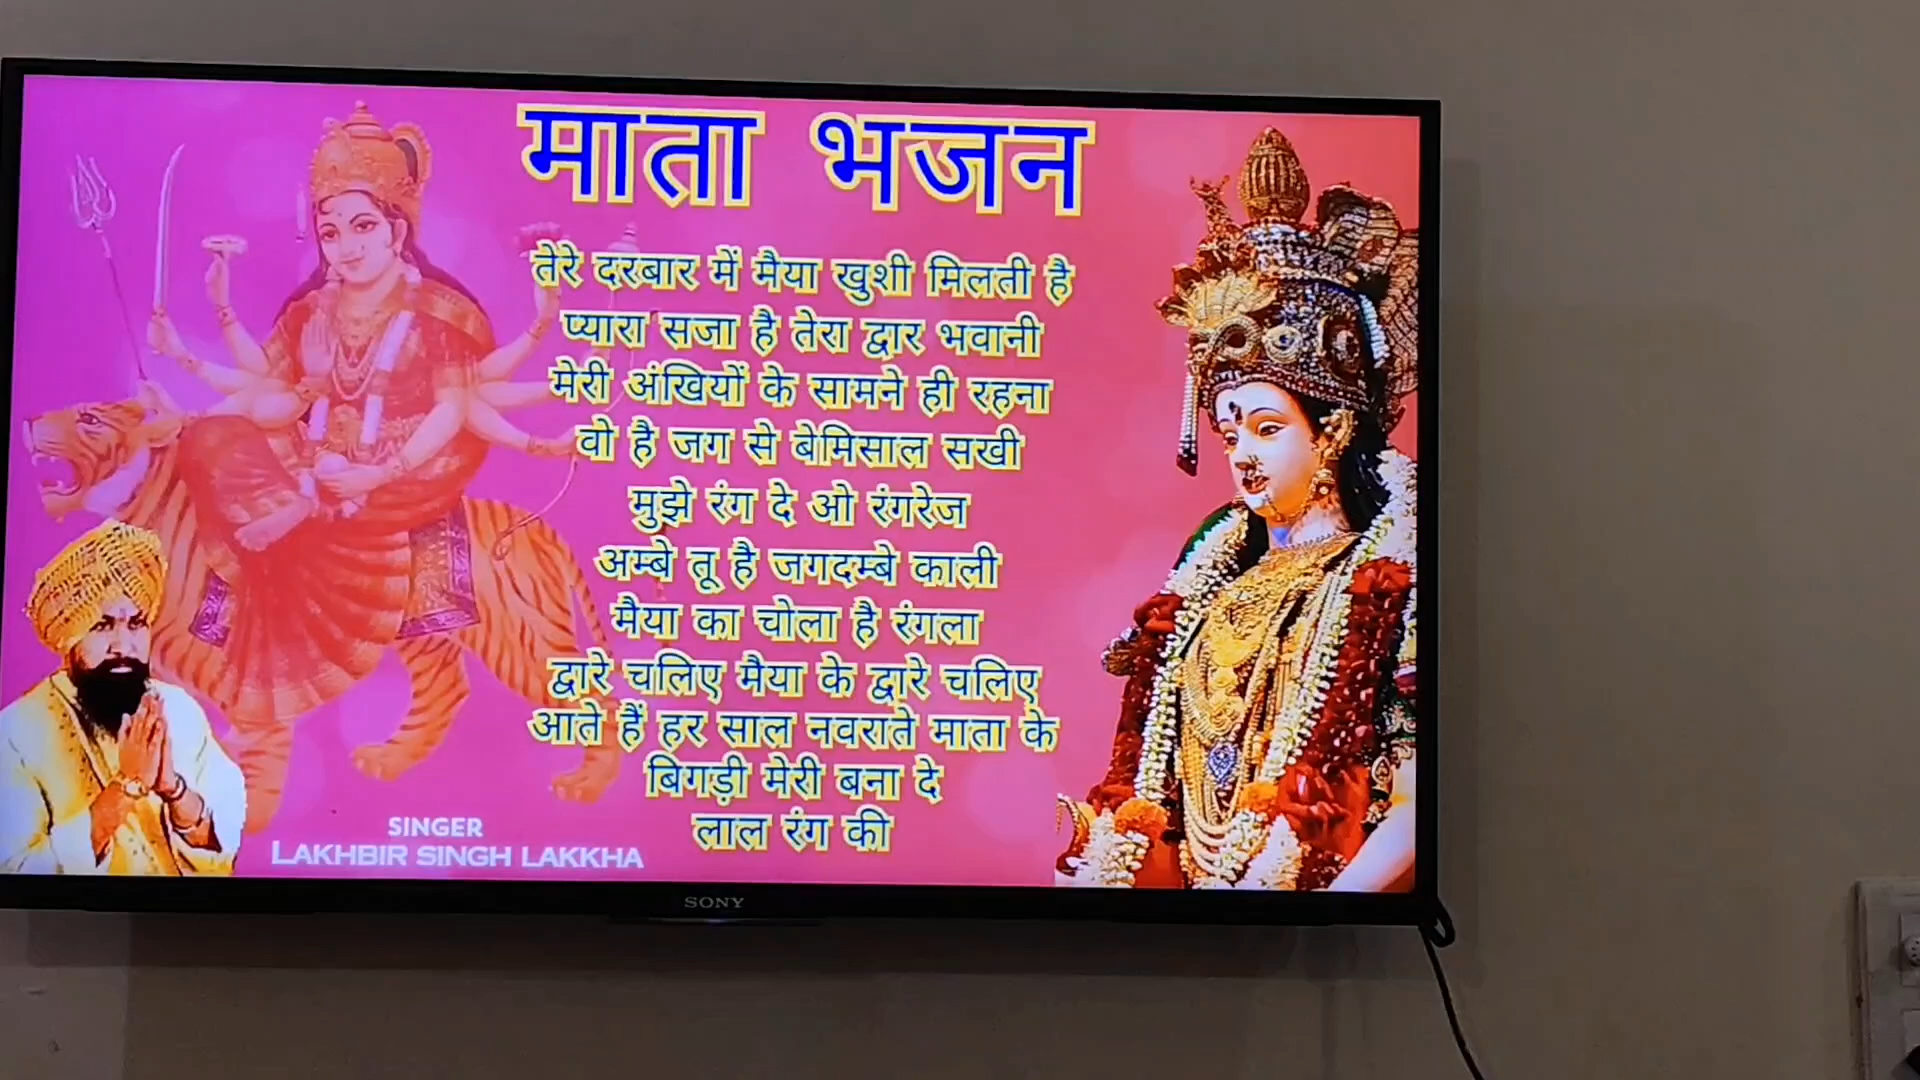 माता भजन
तेरे दरबार में मैया खुशी मिलती है
प्यारा सजा है तेरा द्वार भवानी
मेरी अंखियों के सामने ही रहना
वो है जग से बेमिसाल सखी
मुझे रंग दे ओ रंगरेज
अम्बे तू है जगदम्बे काली
मैया का चोला है रंगला
द्वारे चलिए मैया के द्वारे चलिए
आते हैं हर साल नवराते माता के
बिगड़ी मेरी बना दे
लाल रंग की
SINGER
LAKHBIR SINGH LAKKHA
SONY